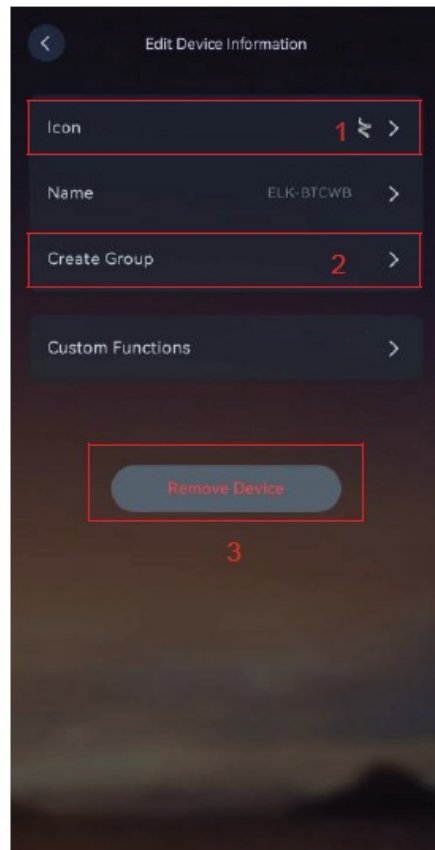 Edit Device Information
Icon 1
Name ELK-BTCWB
Create Group 2
Custom Functions
Remove Device
3